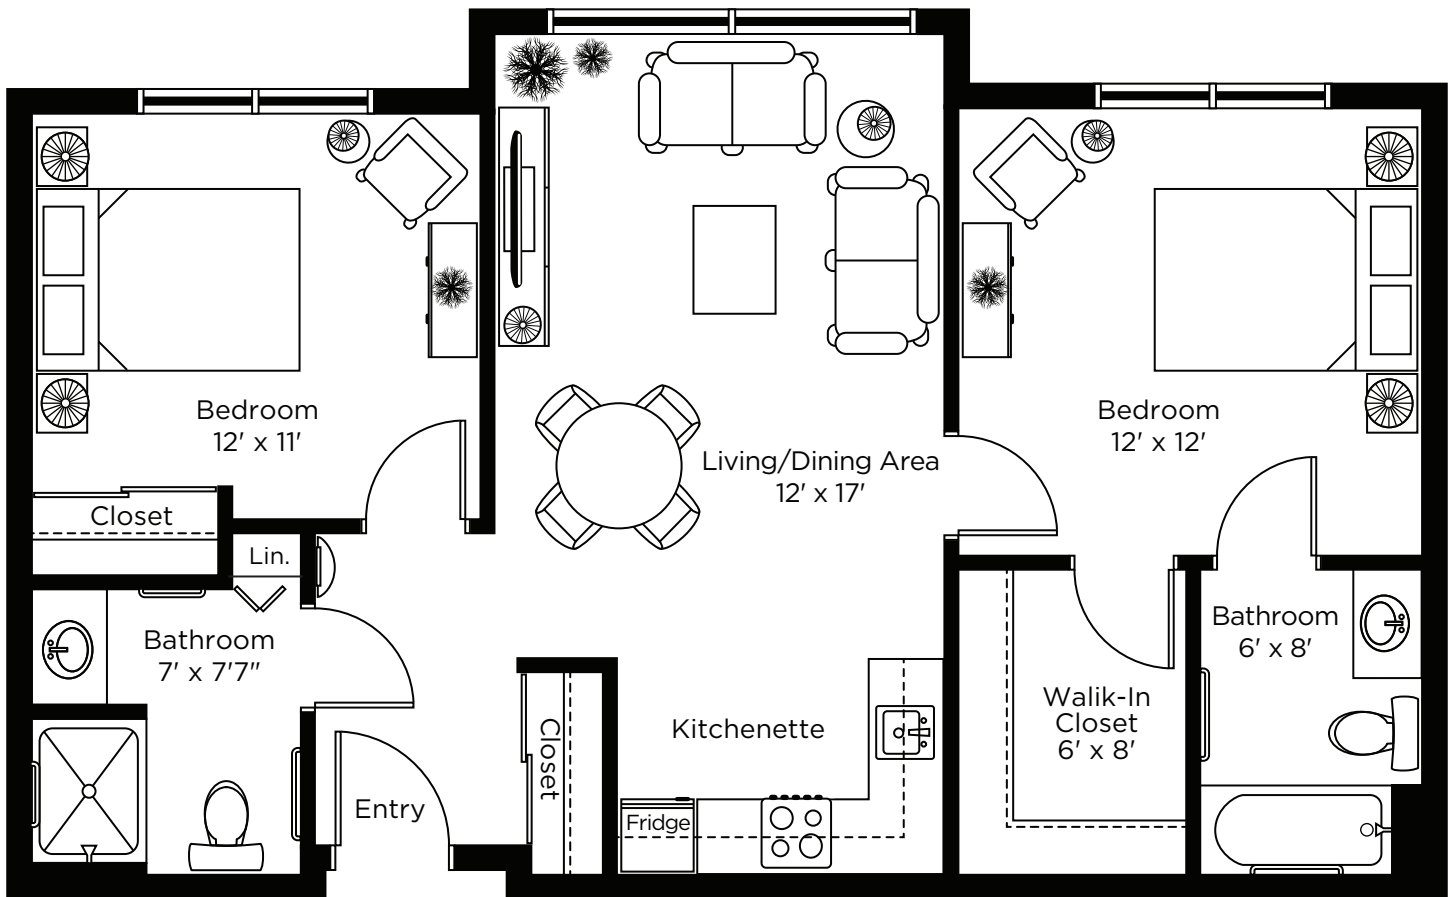 Bedroom
12' x 11'
Closet
Lin.
Bathroom
7' x 7'7"
Entry
Closet
Living/Dining Area
12' x 17'
Kitchenette
Fridge
Bedroom
12' x 12'
Walik-In
Closet
6' x 8'
Bathroom
6' x 8'